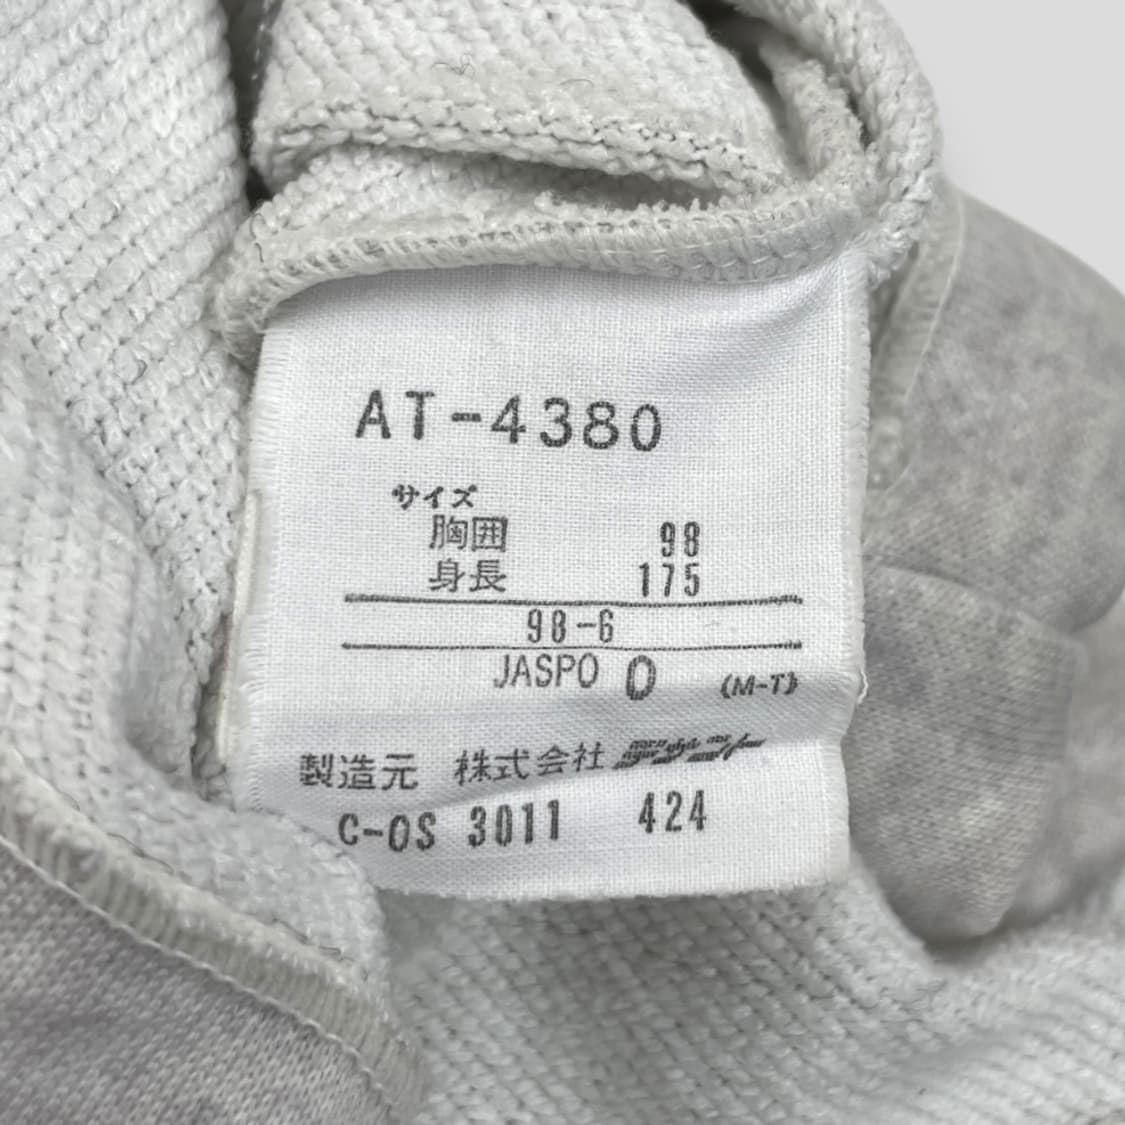 AT-4380
サイズ
胸囲 98
身長 175
98-6
JASPO O (M-T)
製造元 株式会社
C-OS 3011 424